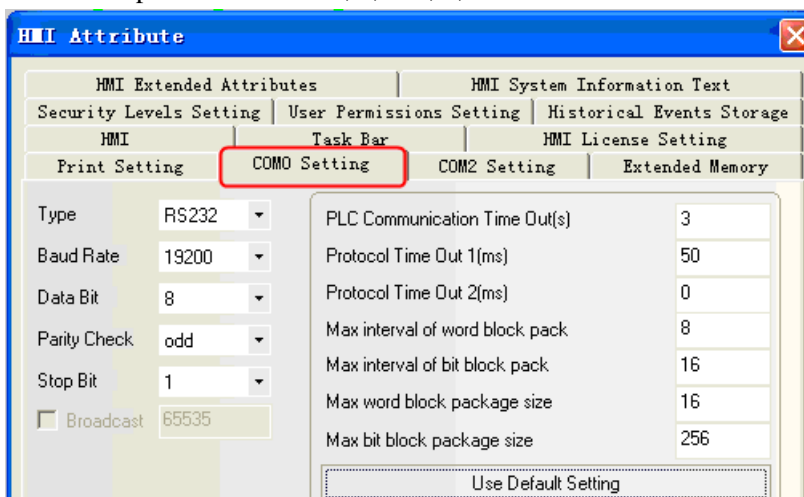 HMI Attribute
HMI Extended Attributes HMI System Information Text
Security Levels Setting User Permissions Setting Historical Events Storage
HMI Task Bar HMI License Setting
Print Setting COM0 Setting COM2 Setting Extended Memory
Type RS232 PLC Communication Time Out(s) 3
Baud Rate 19200 Protocol Time Out 1(ms) 50
Data Bit 8 Protocol Time Out 2(ms) 0
Parity Check odd Max interval of word block pack 8
Stop Bit 1 Max interval of bit block pack 16
Broadcast 65535 Max word block package size 16
Max bit block package size 256
Use Default Setting